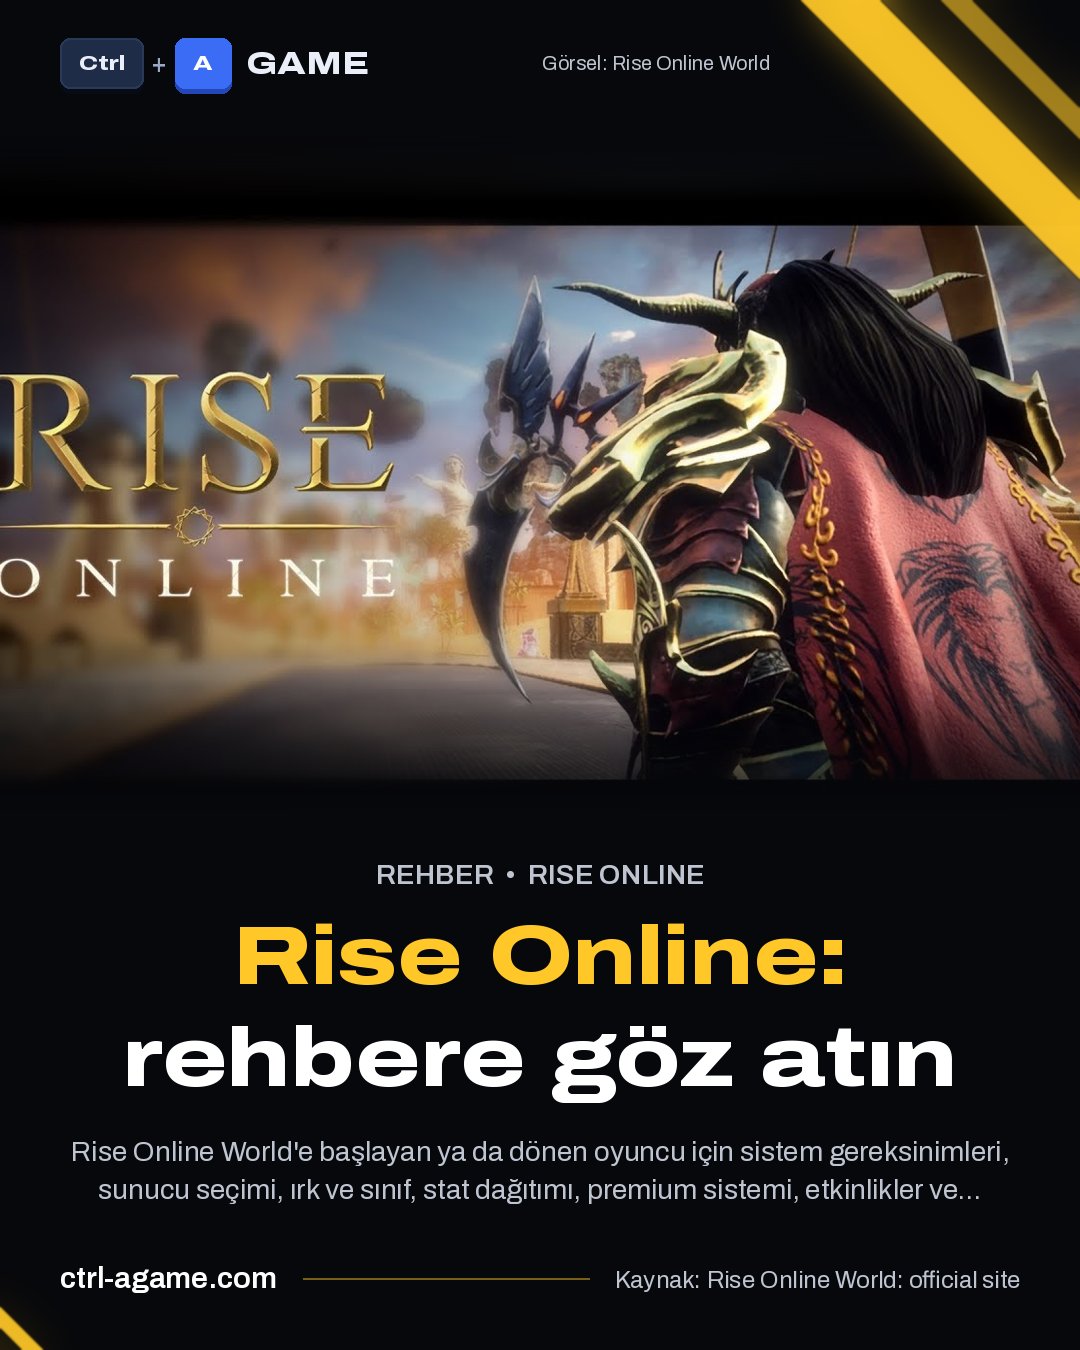 Ctrl + A GAME
Görsel: Rise Online World
RISE
ONLINE
REHBER • RISE ONLINE
Rise Online:
rehbere göz atın
Rise Online World'e başlayan ya da dönen oyuncu için sistem gereksinimleri,
sunucu seçimi, ırk ve sınıf, stat dağıtımı, premium sistemi, etkinlikler ve...
ctrl-agame.com
Kaynak: Rise Online World: official site